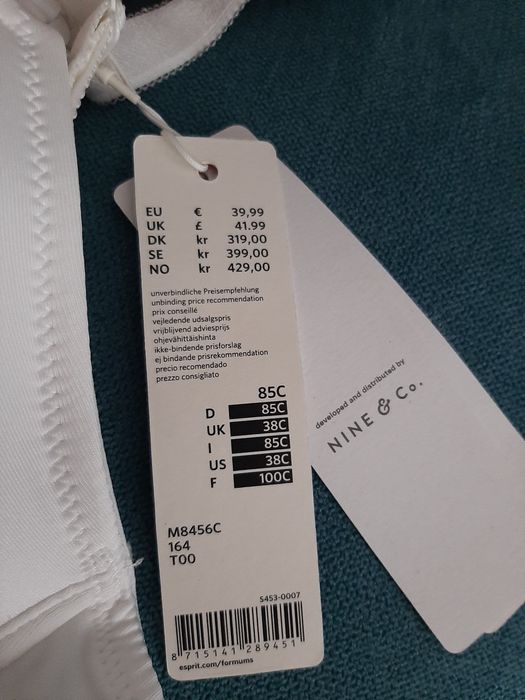 EU € 39,99
UK £ 41.99
DK kr 319,00
SE kr 399,00
NO kr 429,00
unverbindliche Preisempfehlung
unbinding price recommendation
prix conseillé
vejledende udsalgspris
vrijblijvend adviesprijs
ohjevähittäishinta
ikke-bindende prisforslag
ej bindande prisrekommendation
precio recomendado
prezzo consigliato
85C
D 85C
UK 38C
I 85C
US 38C
F 100C
M8456C
164
T00
S453-0007
8 715141 289451
esprit.com/formums
developed and distributed by
NINE & Co.